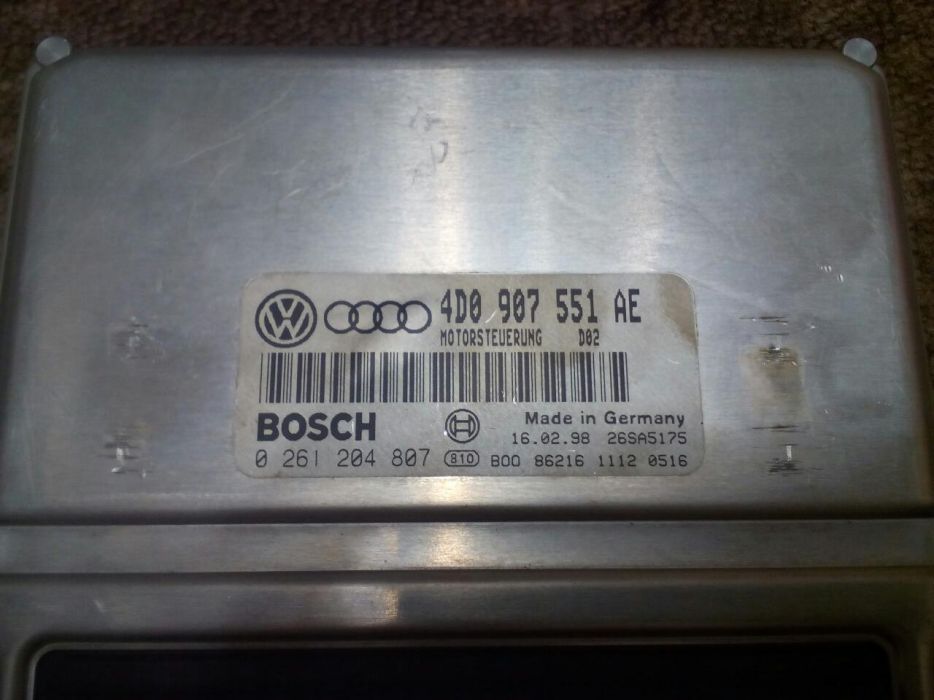 4D0 907 551 AE
MOTORSTEUERUNG D02
BOSCH
Made in Germany
16.02.98 26SA5175
0 261 204 807 810 B00 86216 1112 0516